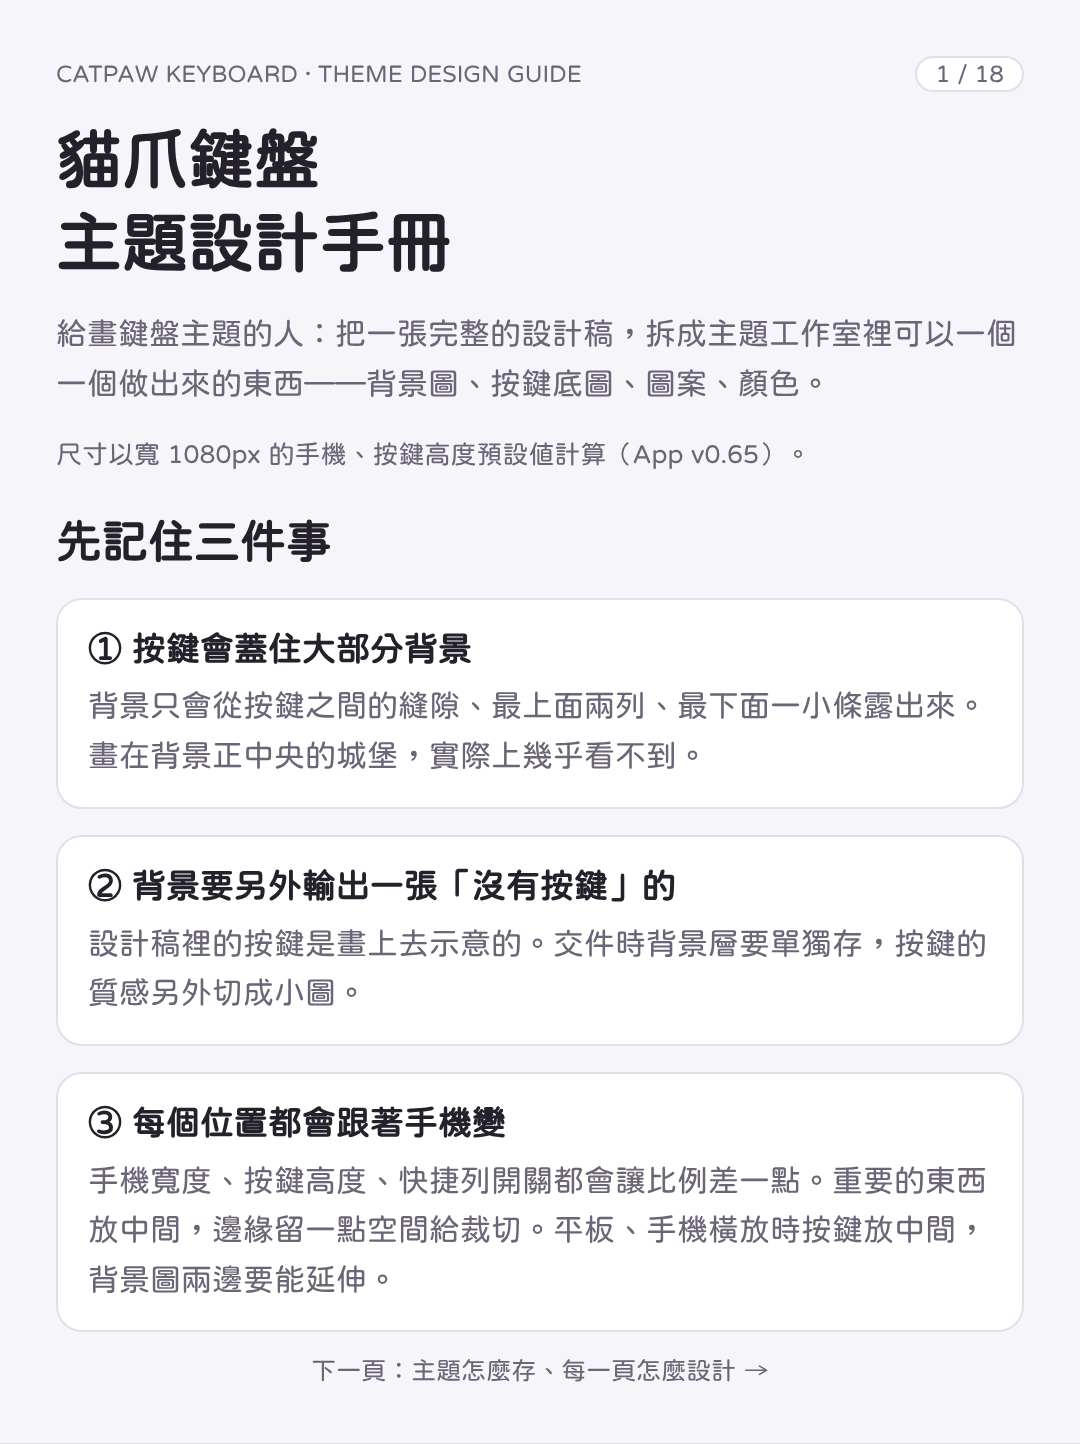 CATPAW KEYBOARD · THEME DESIGN GUIDE
1 / 18
貓爪鍵盤
主題設計手冊
給畫鍵盤主題的人：把一張完整的設計稿，拆成主題工作室裡可以一個
一個做出來的東西——背景圖、按鍵底圖、圖案、顏色。
尺寸以寬 1080px 的手機、按鍵高度預設值計算（App v0.65）。
先記住三件事
① 按鍵會蓋住大部分背景
背景只會從按鍵之間的縫隙、最上面兩列、最下面一小條露出來。
畫在背景正中央的城堡，實際上幾乎看不到。
② 背景要另外輸出一張「沒有按鍵」的
設計稿裡的按鍵是畫上去示意的。交件時背景層要單獨存，按鍵的
質感另外切成小圖。
③ 每個位置都會跟著手機變
手機寬度、按鍵高度、快捷列開關都會讓比例差一點。重要的東西
放中間，邊緣留一點空間給裁切。平板、手機橫放時按鍵放中間，
背景圖兩邊要能延伸。
下一頁：主題怎麼存、每一頁怎麼設計 →